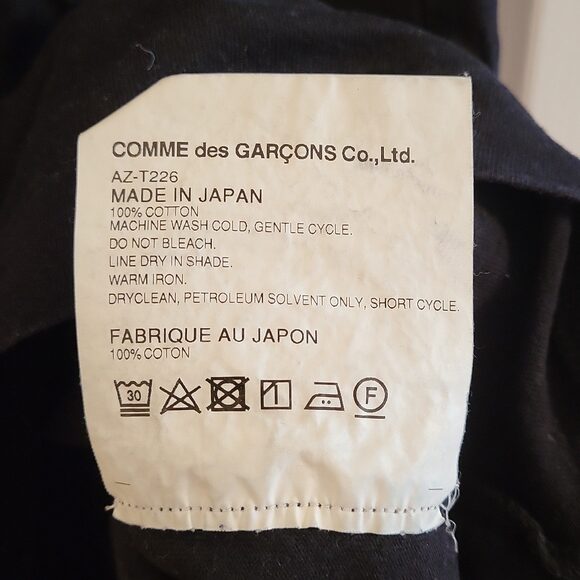 COMME des GARÇONS Co.,Ltd.
AZ-T226
MADE IN JAPAN
100% COTTON
MACHINE WASH COLD, GENTLE CYCLE.
DO NOT BLEACH.
LINE DRY IN SHADE.
WARM IRON.
DRYCLEAN, PETROLEUM SOLVENT ONLY, SHORT CYCLE.
FABRIQUE AU JAPON
100% COTON
30 F